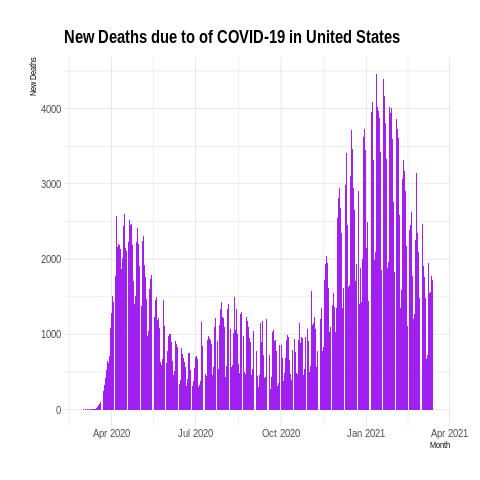 New Deaths due to of COVID-19 in United States
New Deaths
4000
3000
2000
1000
0
Apr 2020 Jul 2020 Oct 2020 Jan 2021 Apr 2021
Month